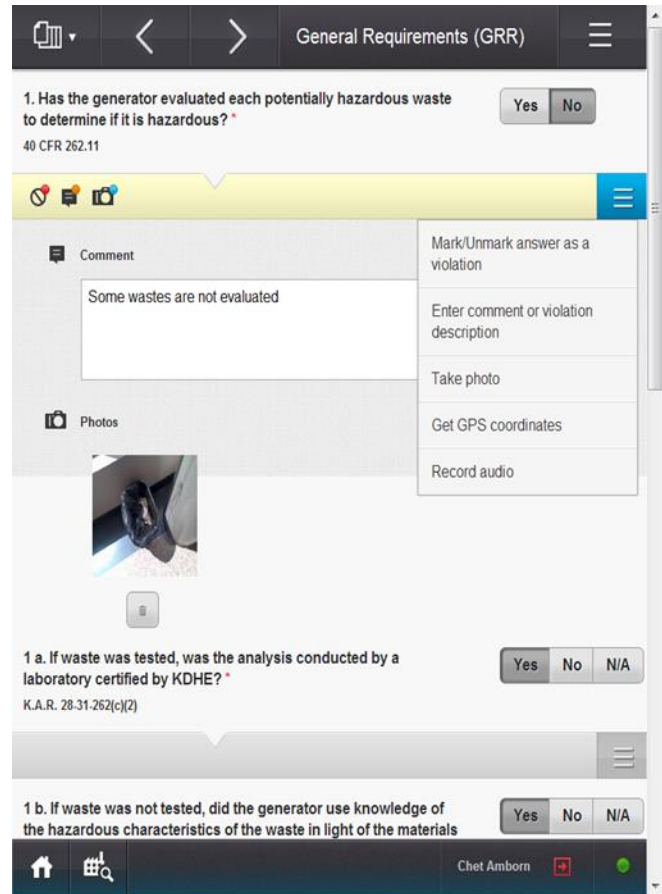 General Requirements (GRR)
1. Has the generator evaluated each potentially hazardous waste
to determine if it is hazardous? *
Yes No
40 CFR 262.11
Comment
Some wastes are not evaluated
Mark/Unmark answer as a
violation
Enter comment or violation
description
Take photo
Get GPS coordinates
Record audio
Photos
1 a. If waste was tested, was the analysis conducted by a
laboratory certified by KDHE? *
Yes No N/A
K.A.R. 28-31-262(c)(2)
1 b. If waste was not tested, did the generator use knowledge of
the hazardous characteristics of the waste in light of the materials
Yes No N/A
Chet Amborn